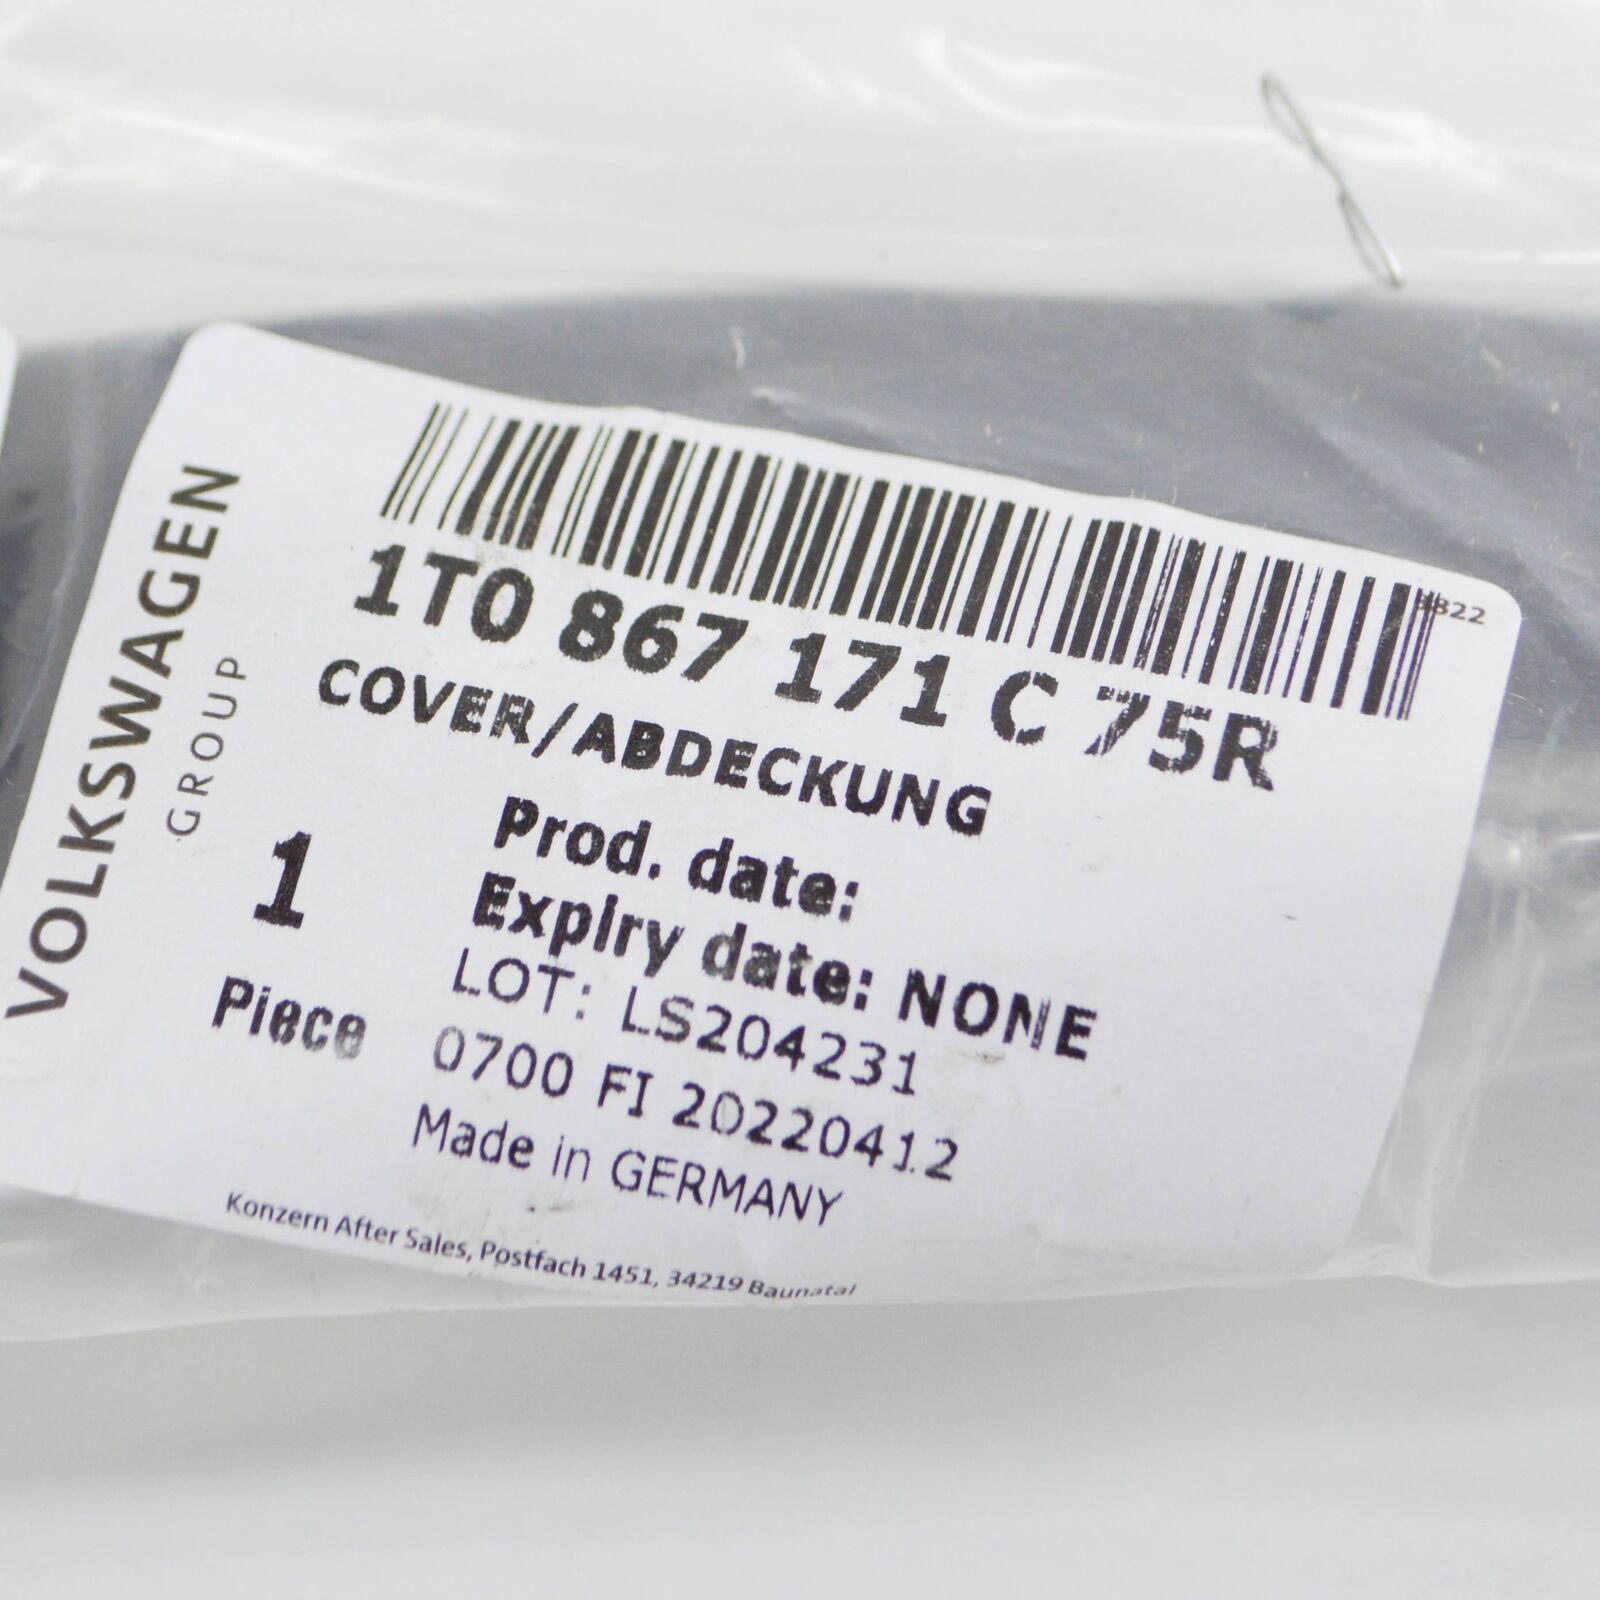 VOLKSWAGEN
GROUP
1T0 867 171 C 75R
COVER/ABDECKUNG
1
Piece
Prod. date:
Expiry date: NONE
LOT: LS204231
0700 FI 20220412
Made in GERMANY
Konzern After Sales, Postfach 1451, 34219 Baunatal